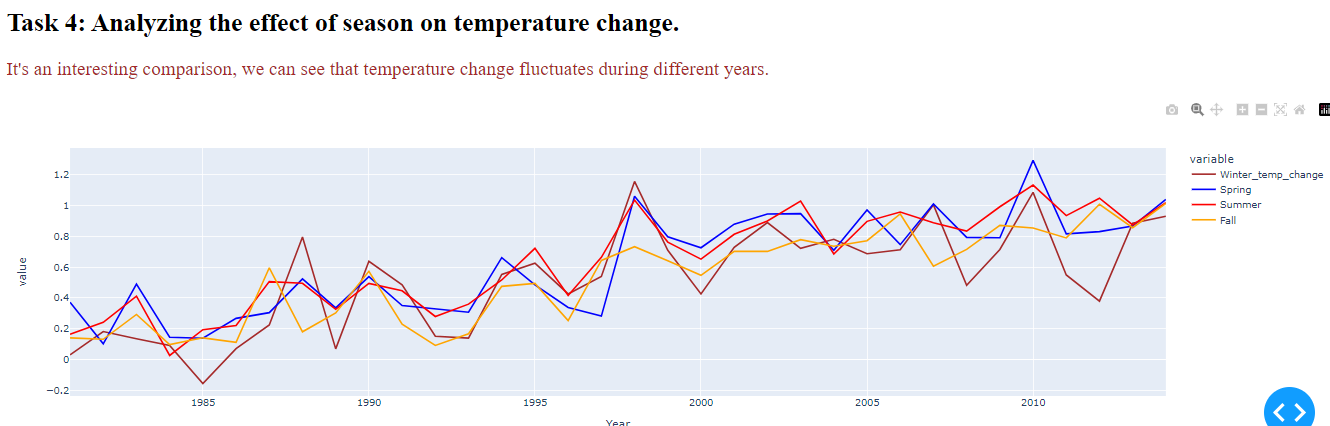 Task 4: Analyzing the effect of season on temperature change.
It's an interesting comparison, we can see that temperature change fluctuates during different years.
variable
Winter_temp_change
Spring
Summer
Fall
value
1.2
1
0.8
0.6
0.4
0.2
0
−0.2
1985
1990
1995
2000
2005
2010
Year